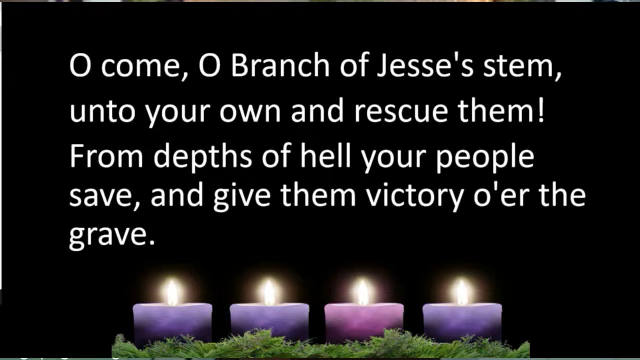 O come, O Branch of Jesse's stem,
unto your own and rescue them!
From depths of hell your people
save, and give them victory o'er the
grave.